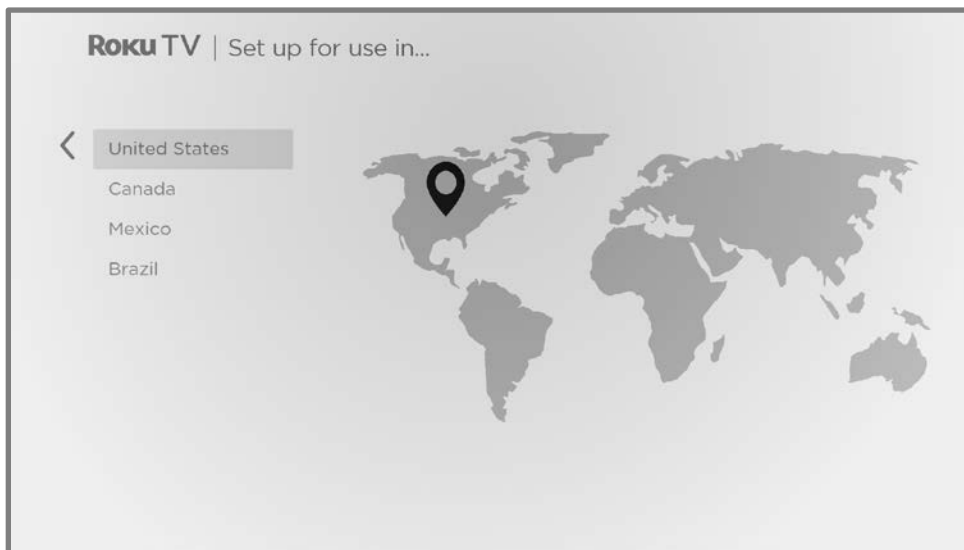 Roku TV | Set up for use in...
United States
Canada
Mexico
Brazil